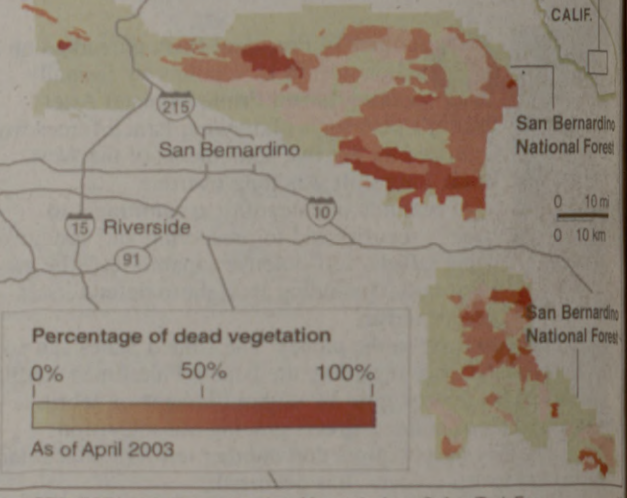 CALIF.
215
San Bernardino
San Bernardino
National Forest
0 10 mi
0 10 km
10
15
Riverside
91
San Bernardino
National Forest
Percentage of dead vegetation
0% 50% 100%
As of April 2003